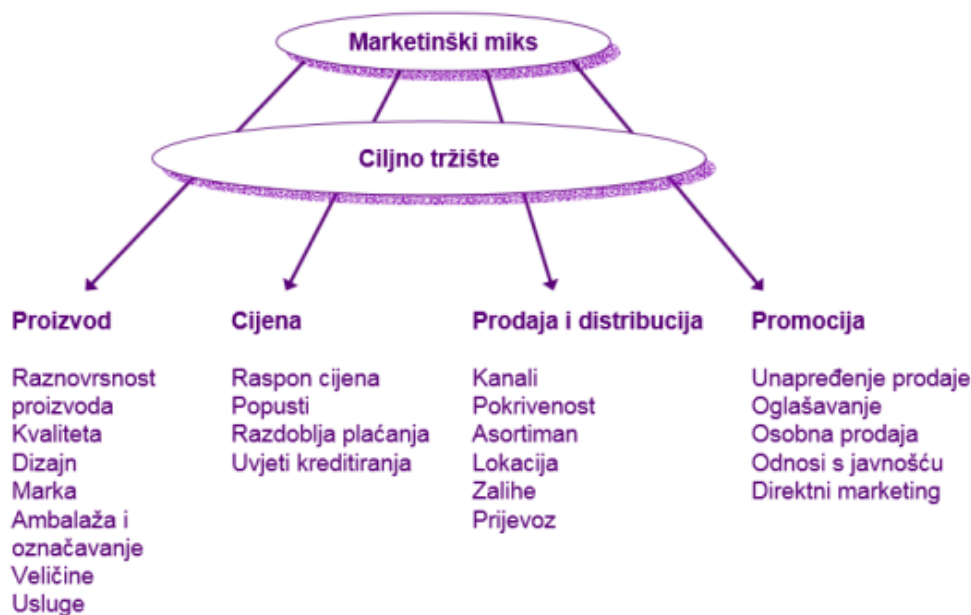 Marketinški miks
Ciljno tržište
Proizvod
Raznovrsnost
proizvoda
Kvaliteta
Dizajn
Marka
Ambalaža i
označavanje
Veličine
Usluge
Cijena
Raspon cijena
Popusti
Razdoblja plaćanja
Uvjeti kreditiranja
Prodaja i distribucija
Kanali
Pokrivenost
Asortiman
Lokacija
Zalihe
Prijevoz
Promocija
Unapređenje prodaje
Oglašavanje
Osobna prodaja
Odnosi s javnošću
Direktni marketing